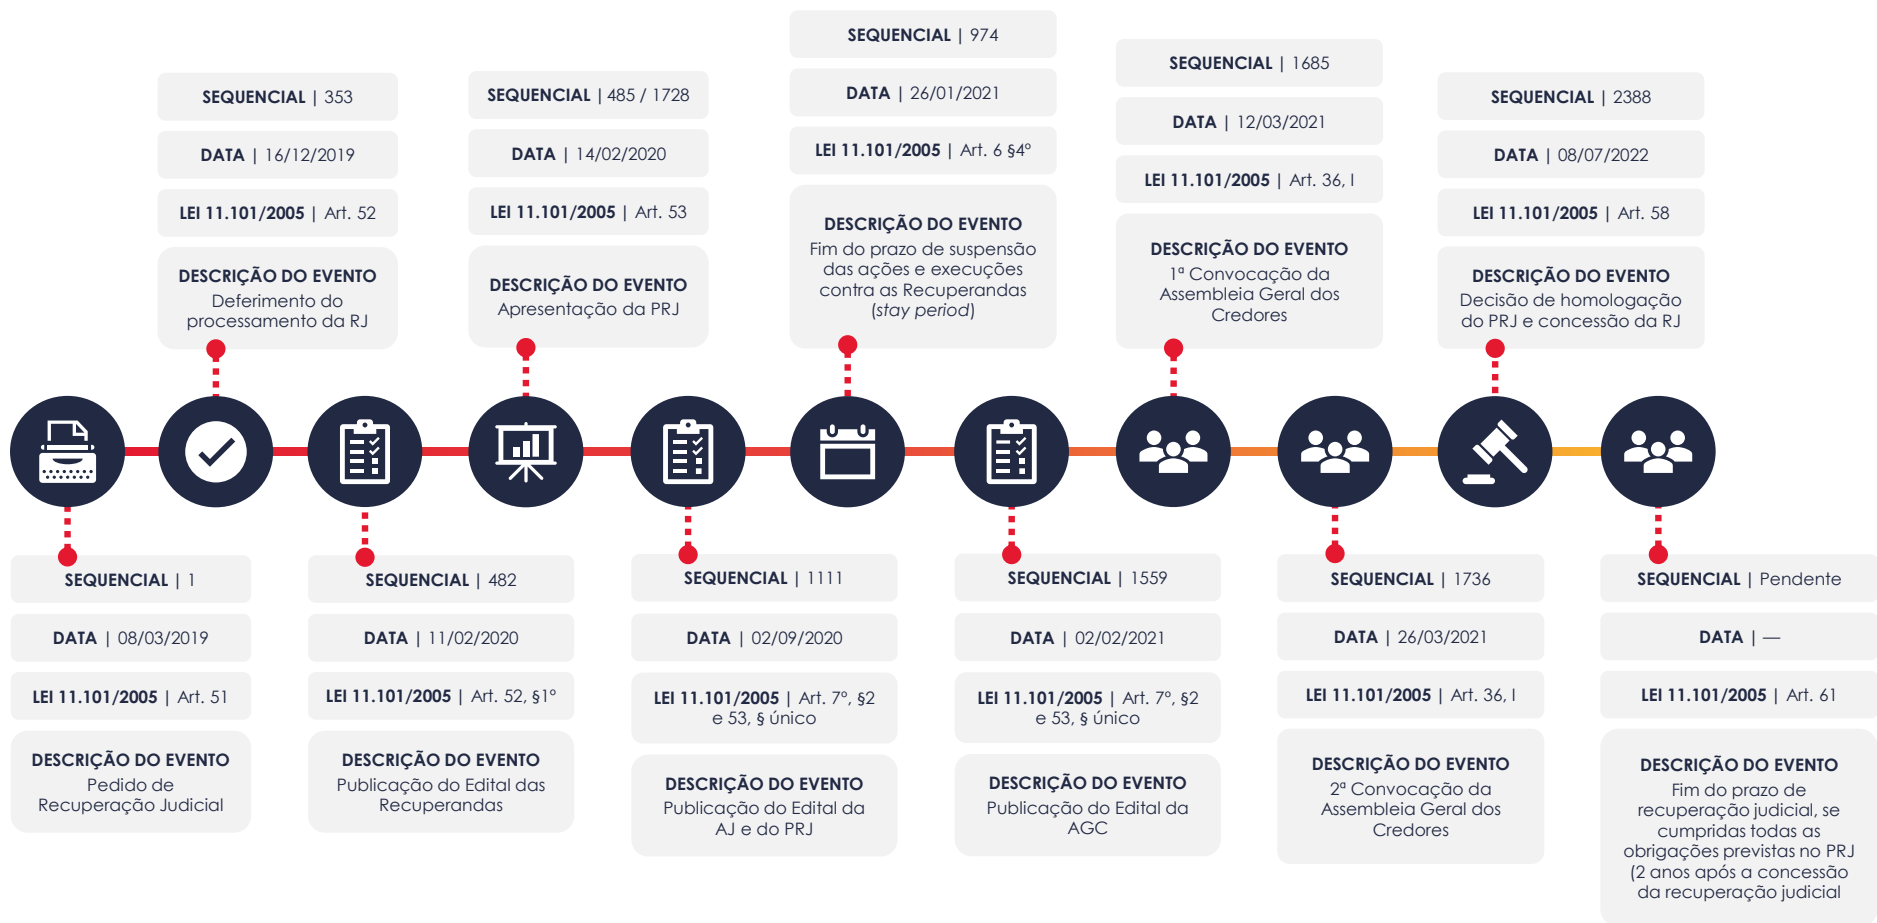 SEQUENCIAL | 353
DATA | 16/12/2019
LEI 11.101/2005 | Art. 52
DESCRIÇÃO DO EVENTO
Deferimento do
processamento da RJ
SEQUENCIAL | 485 / 1728
DATA | 14/02/2020
LEI 11.101/2005 | Art. 53
DESCRIÇÃO DO EVENTO
Apresentação da PRJ
SEQUENCIAL | 974
DATA | 26/01/2021
LEI 11.101/2005 | Art. 6 §4º
DESCRIÇÃO DO EVENTO
Fim do prazo de suspensão
das ações e execuções
contra as Recuperandas
(stay period)
SEQUENCIAL | 1685
DATA | 12/03/2021
LEI 11.101/2005 | Art. 36, I
DESCRIÇÃO DO EVENTO
1ª Convocação da
Assembleia Geral dos
Credores
SEQUENCIAL | 2388
DATA | 08/07/2022
LEI 11.101/2005 | Art. 58
DESCRIÇÃO DO EVENTO
Decisão de homologação
do PRJ e concessão da RJ
SEQUENCIAL | 1
DATA | 08/03/2019
LEI 11.101/2005 | Art. 51
DESCRIÇÃO DO EVENTO
Pedido de
Recuperação Judicial
SEQUENCIAL | 482
DATA | 11/02/2020
LEI 11.101/2005 | Art. 52, §1º
DESCRIÇÃO DO EVENTO
Publicação do Edital das
Recuperandas
SEQUENCIAL | 1111
DATA | 02/09/2020
LEI 11.101/2005 | Art. 7º, §2
e 53, § único
DESCRIÇÃO DO EVENTO
Publicação do Edital da
AJ e do PRJ
SEQUENCIAL | 1559
DATA | 02/02/2021
LEI 11.101/2005 | Art. 7º, §2
e 53, § único
DESCRIÇÃO DO EVENTO
Publicação do Edital da
AGC
SEQUENCIAL | 1736
DATA | 26/03/2021
LEI 11.101/2005 | Art. 36, I
DESCRIÇÃO DO EVENTO
2ª Convocação da
Assembleia Geral dos
Credores
SEQUENCIAL | Pendente
DATA | —
LEI 11.101/2005 | Art. 61
DESCRIÇÃO DO EVENTO
Fim do prazo de
recuperação judicial, se
cumpridas todas as
obrigações previstas no PRJ
(2 anos após a concessão
da recuperação judicial